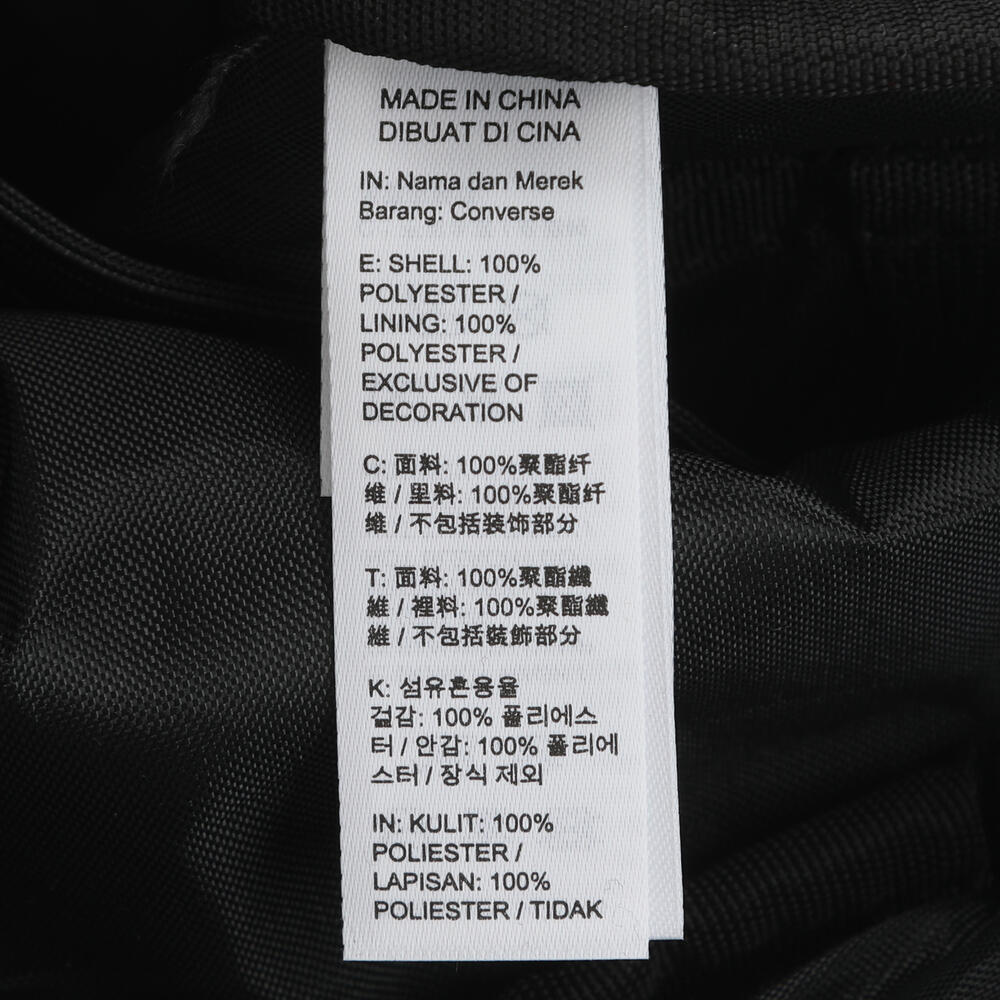 MADE IN CHINA
DIBUAT DI CINA
IN: Nama dan Merek
Barang: Converse
E: SHELL: 100%
POLYESTER /
LINING: 100%
POLYESTER /
EXCLUSIVE OF
DECORATION
C: 面料: 100%聚酯纤
维 / 里料: 100%聚酯纤
维 / 不包括装饰部分
T: 面料: 100%聚酯纖
維 / 裡料: 100%聚酯纖
維 / 不包括裝飾部分
K: 섬유혼용율
겉감: 100% 폴리에스
터 / 안감: 100% 폴리에
스터 / 장식 제외
IN: KULIT: 100%
POLIESTER /
LAPISAN: 100%
POLIESTER / TIDAK